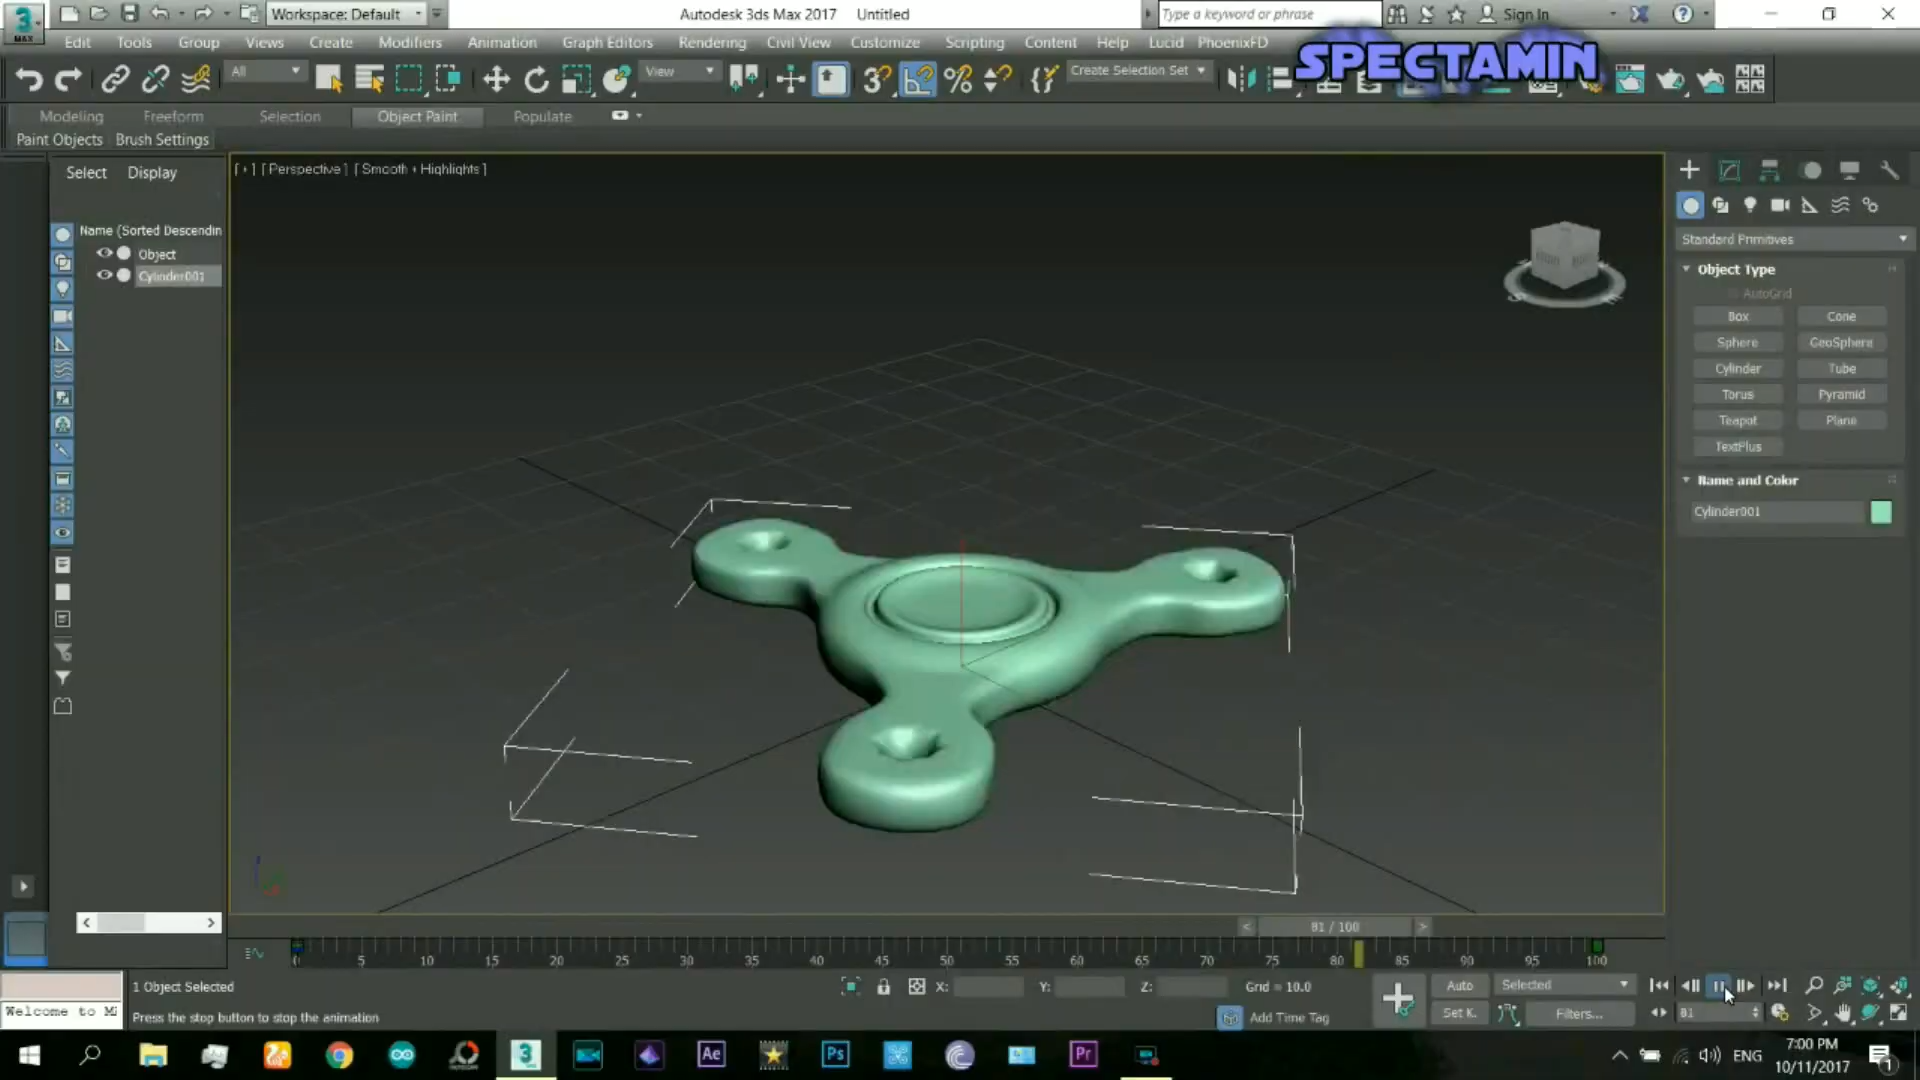 Workspace: Default
Autodesk 3ds Max 2017 Untitled
Type a keyword or phrase
Sign In
Edit Tools Group Views Create Modifiers Animation Graph Editors Rendering Civil View Customize Scripting Content Help Lucid PhoenixFD
SPECTAMIN
All
View
Create Selection Set
Modeling Freeform Selection Object Paint Populate
Paint Objects Brush Settings
Select Display
[+] [Perspective] [Smooth + Highlights]
Name (Sorted Descendin
Object
Cylinder001
Standard Primitives
Object Type
AutoGrid
Box Cone
Sphere GeoSphere
Cylinder Tube
Torus Pyramid
Teapot Plane
TextPlus
Name and Color
Cylinder001
81 / 100
5 10 15 20 25 30 35 40 45 50 55 60 65 70 75 80 85 90 95 100
1 Object Selected
X: Y: Z: Grid = 10.0
Auto Selected
Welcome to M
Press the stop button to stop the animation
Add Time Tag
Set K. Filters...
81
ENG
7:00 PM
10/11/2017